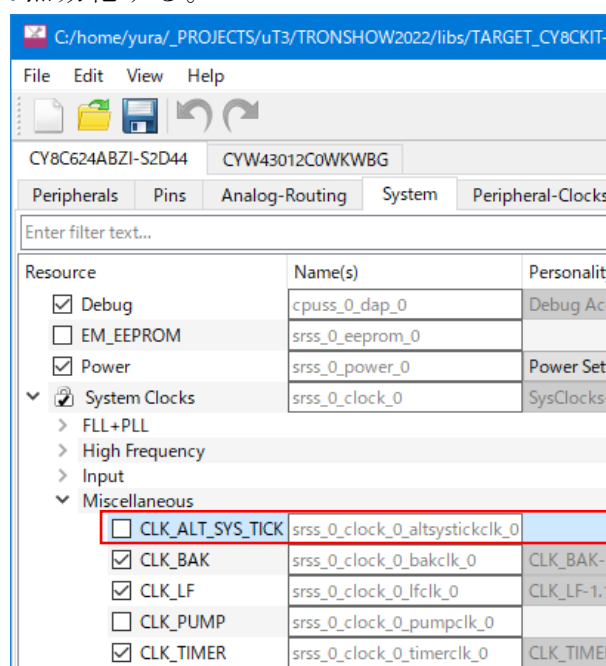 C:/home/yura/_PROJECTS/uT3/TRONSHOW2022/libs/TARGET_CY8CKIT-
File Edit View Help
CY8C624ABZI-S2D44 CYW43012C0WKWBG
Peripherals Pins Analog-Routing System Peripheral-Clocks
Enter filter text...
Resource Name(s) Personalit
Debug cpuss_0_dap_0 Debug Ac
EM_EEPROM srss_0_eeprom_0
Power srss_0_power_0 Power Set
System Clocks srss_0_clock_0 SysClocks
FLL+PLL
High Frequency
Input
Miscellaneous
CLK_ALT_SYS_TICK srss_0_clock_0_altsystickclk_0
CLK_BAK srss_0_clock_0_bakclk_0 CLK_BAK-
CLK_LF srss_0_clock_0_lfclk_0 CLK_LF-1.
CLK_PUMP srss_0_clock_0_pumpclk_0
CLK_TIMER srss_0_clock_0_timerclk_0 CLK_TIME